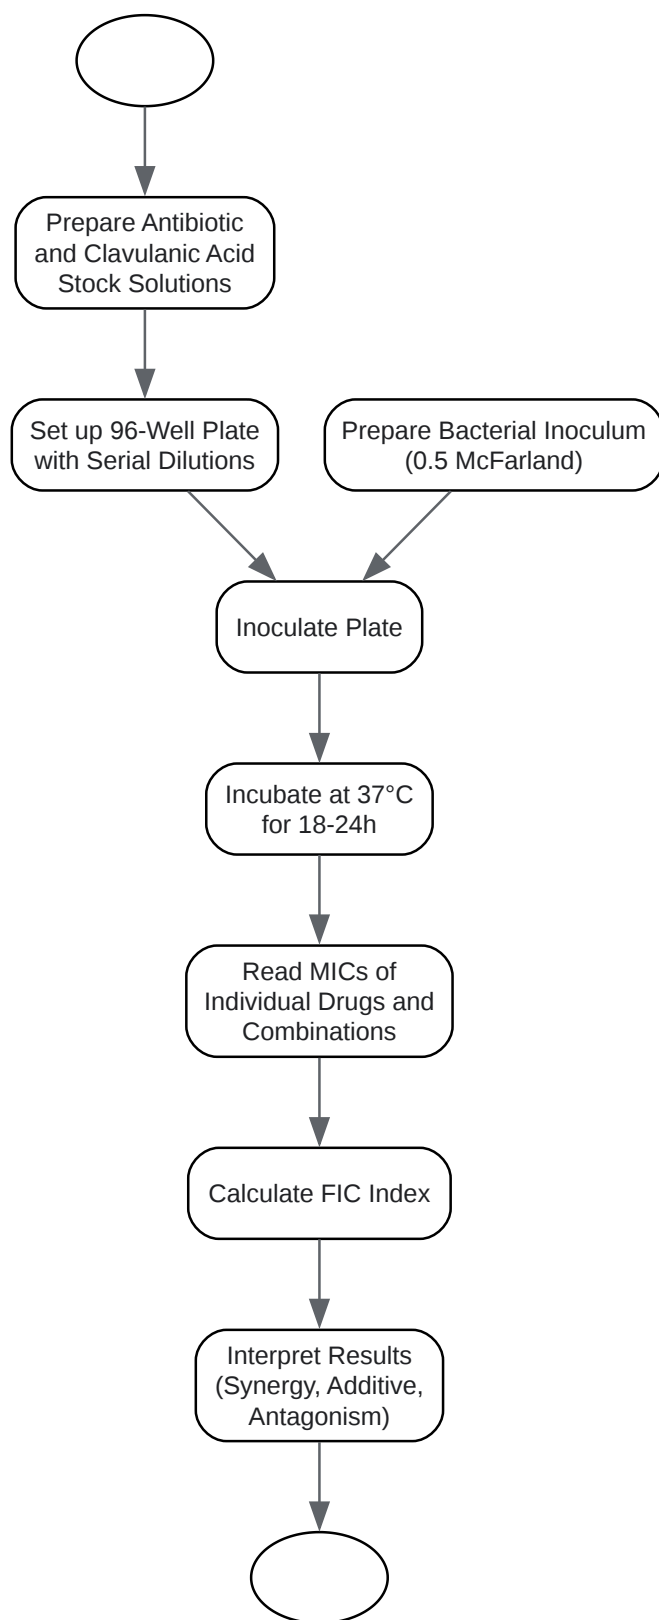 Prepare Antibiotic
and Clavulanic Acid
Stock Solutions
Set up 96-Well Plate
with Serial Dilutions
Prepare Bacterial Inoculum
(0.5 McFarland)
Inoculate Plate
Incubate at 37°C
for 18-24h
Read MICs of
Individual Drugs and
Combinations
Calculate FIC Index
Interpret Results
(Synergy, Additive,
Antagonism)